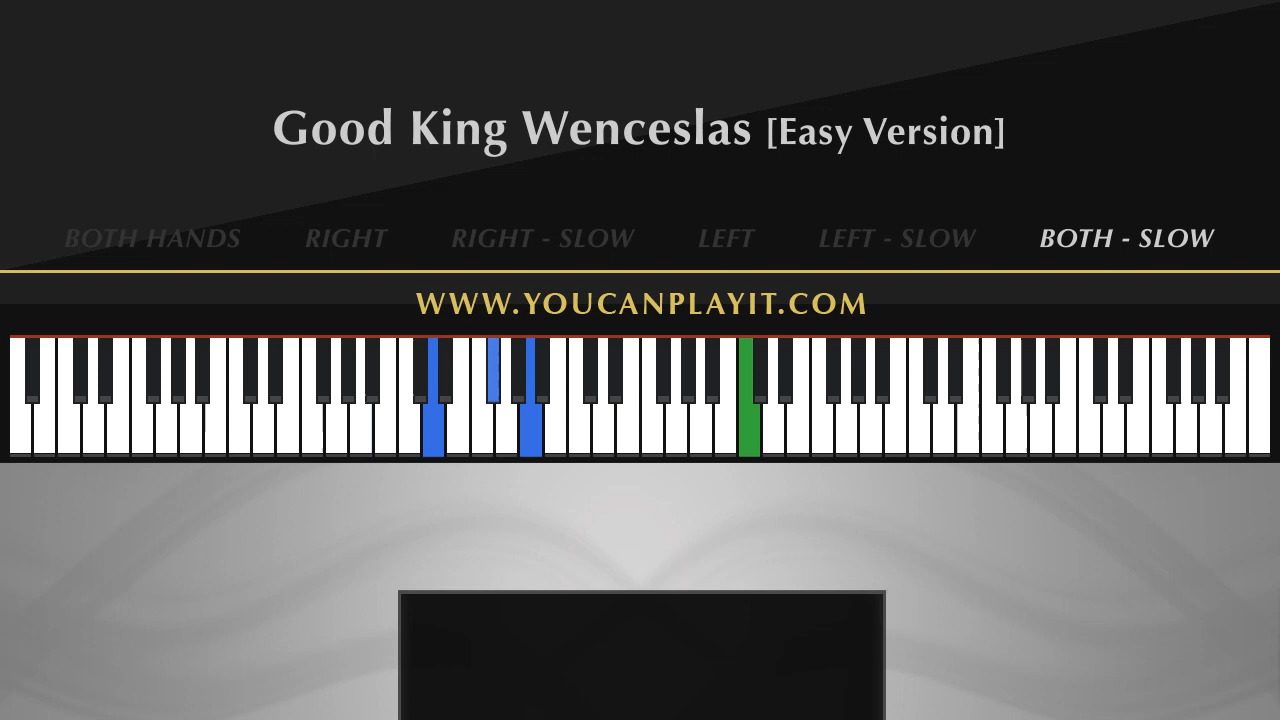 Good King Wenceslas [Easy Version]
BOTH HANDS RIGHT RIGHT - SLOW LEFT LEFT - SLOW BOTH - SLOW
WWW.YOUCANPLAYIT.COM